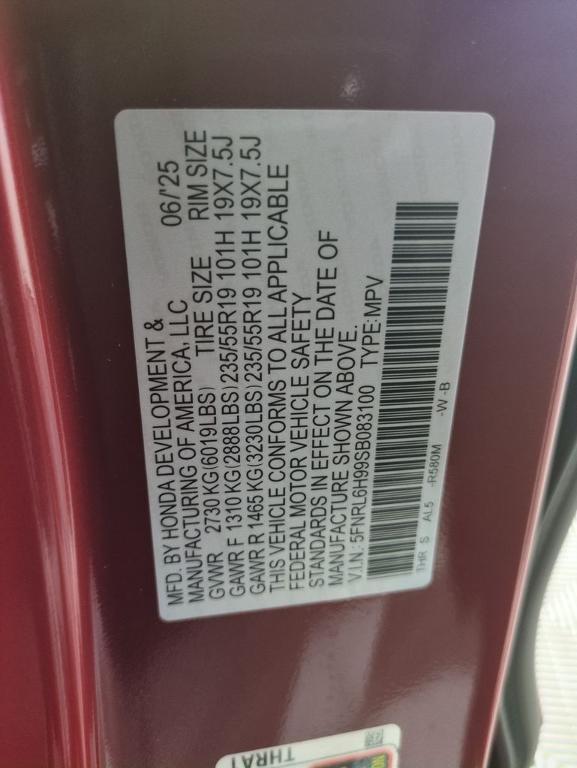 MFD. BY HONDA DEVELOPMENT &
MANUFACTURING OF AMERICA, LLC 06/'25
GVWR 2730 KG(6019LBS) TIRE SIZE RIM SIZE
GAWR F 1310 KG(2888LBS)235/55R19 101H 19X7.5J
GAWR R 1465 KG(3230LBS)235/55R19 101H 19X7.5J
THIS VEHICLE CONFORMS TO ALL APPLICABLE
FEDERAL MOTOR VEHICLE SAFETY
STANDARDS IN EFFECT ON THE DATE OF
MANUFACTURE SHOWN ABOVE.
V.I.N: 5FNRL6H99SB083100 TYPE:MPV
THR S AL5 -R580M -W -B
THRA1